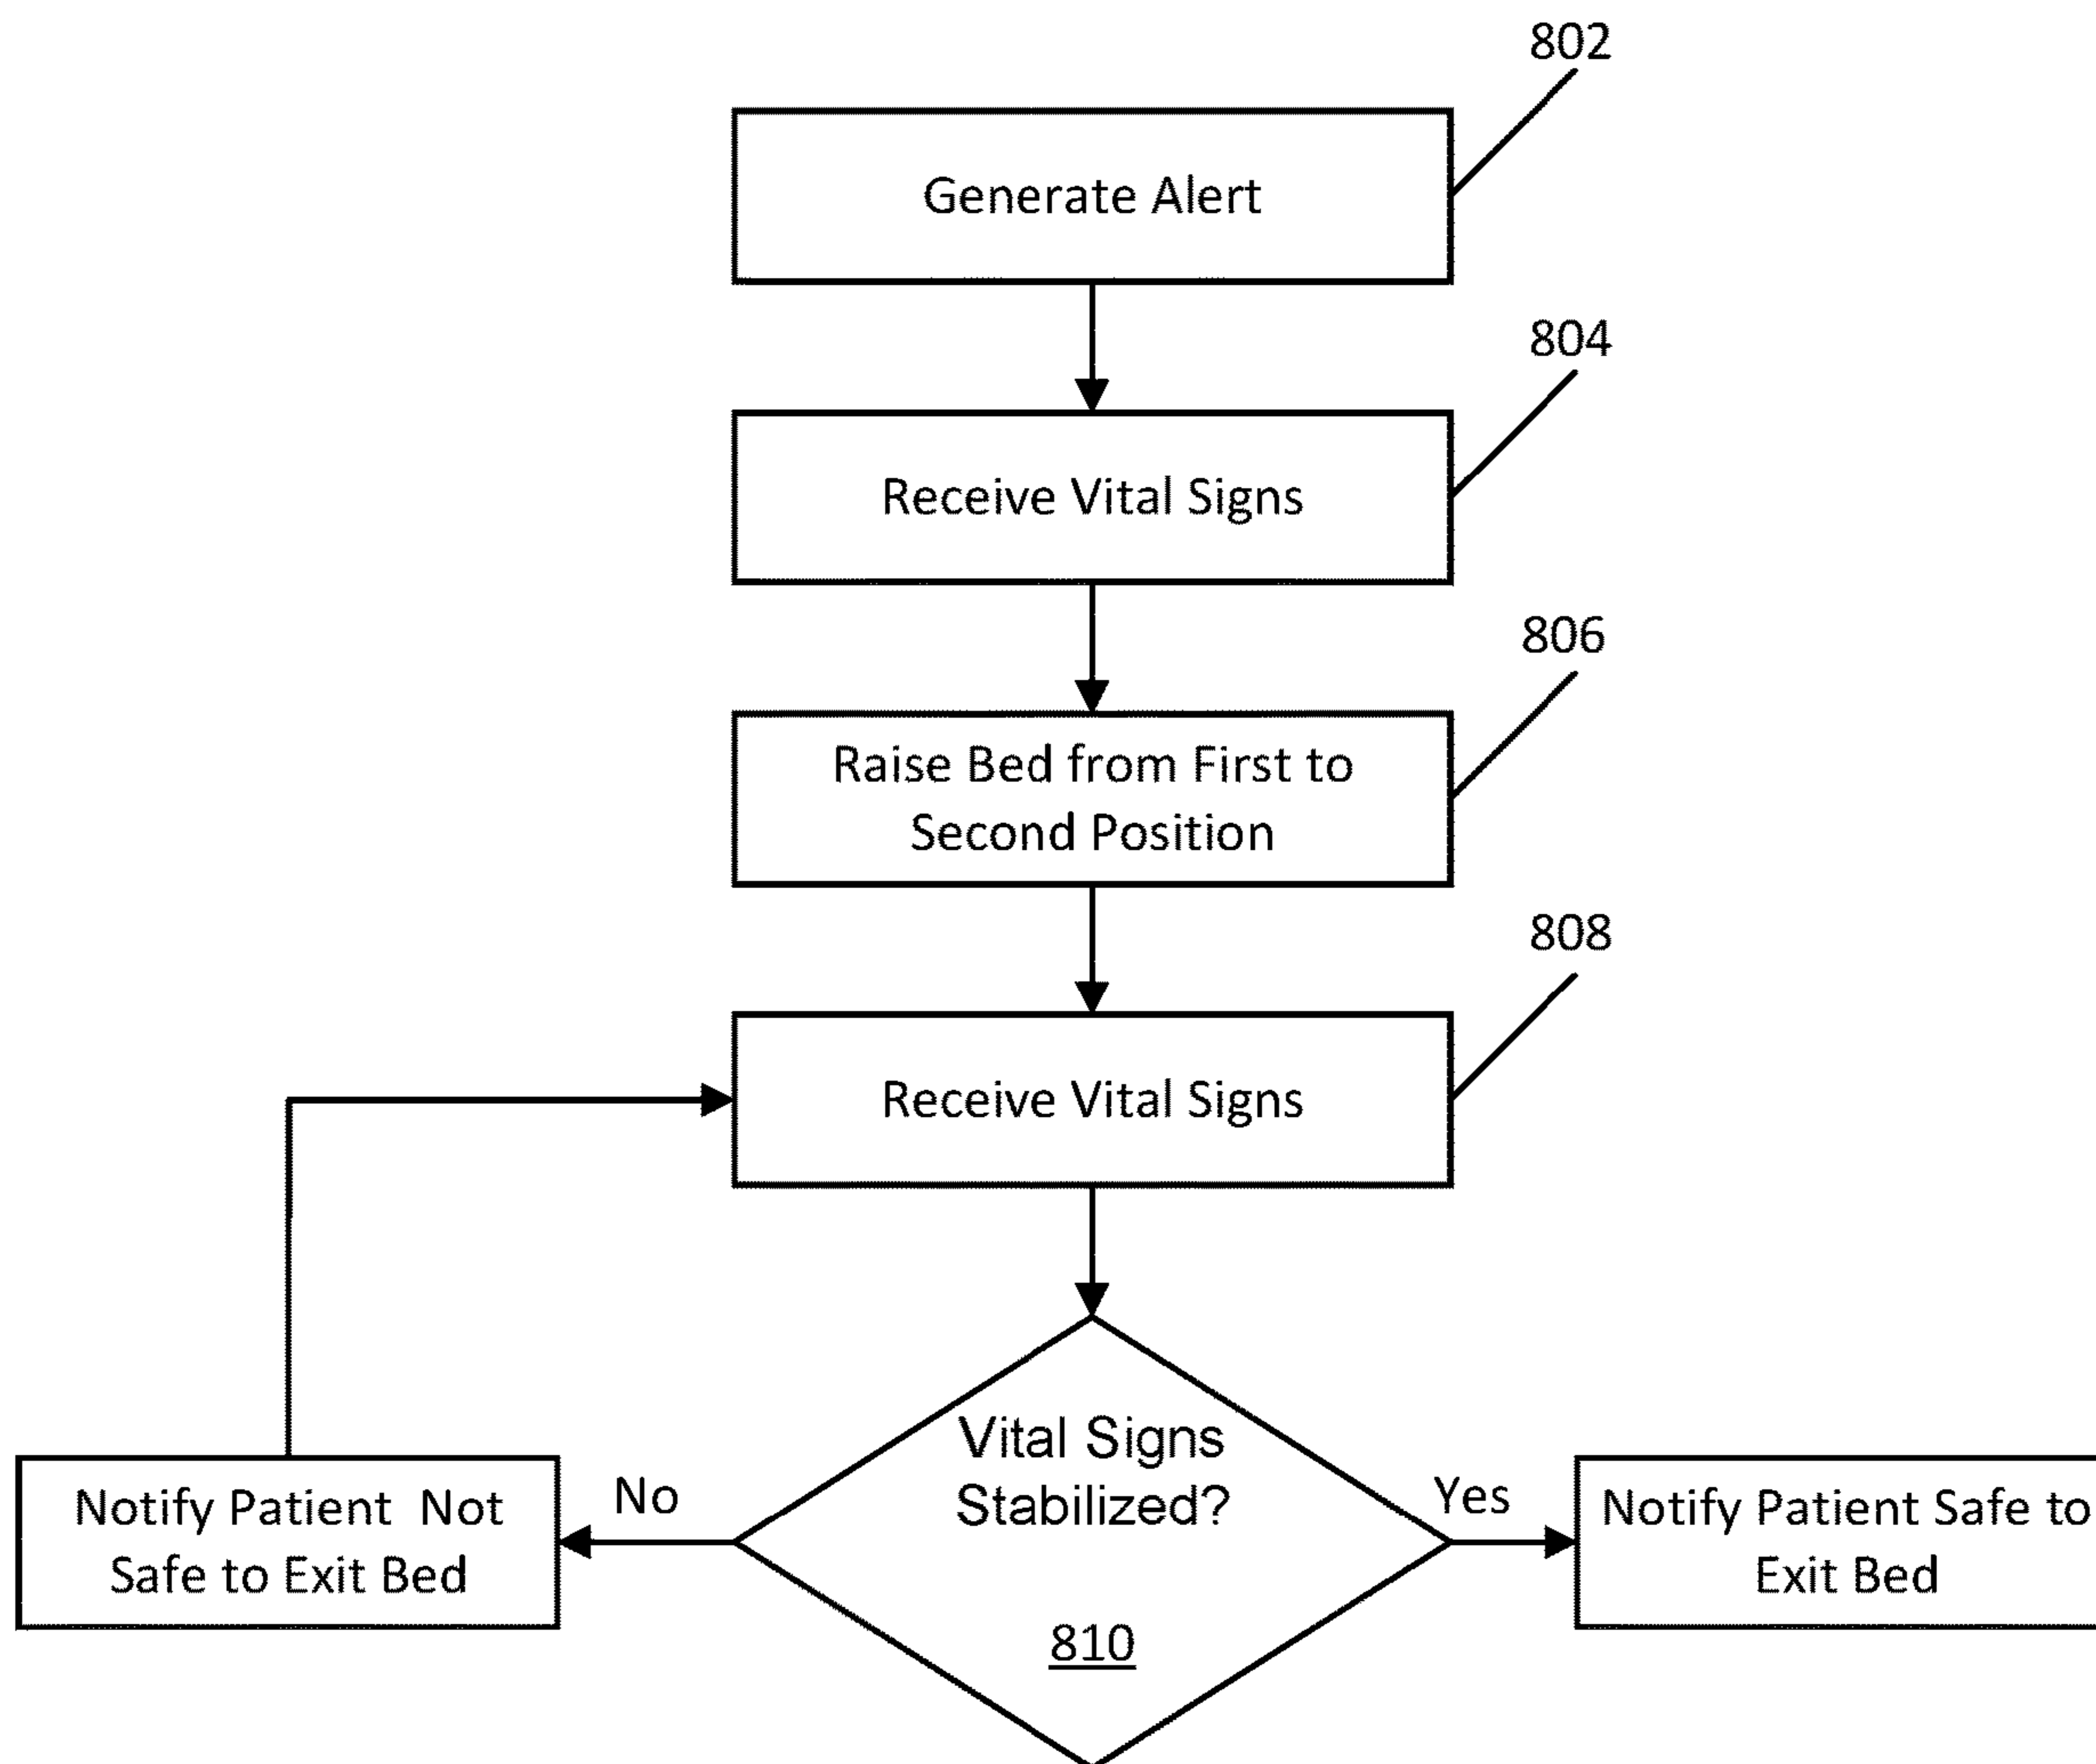 802
Generate Alert
804
Receive Vital Signs
806
Raise Bed from First to
Second Position
808
Receive Vital Signs
Vital Signs
Stabilized?
810
No
Notify Patient Not
Safe to Exit Bed
Yes
Notify Patient Safe to
Exit Bed